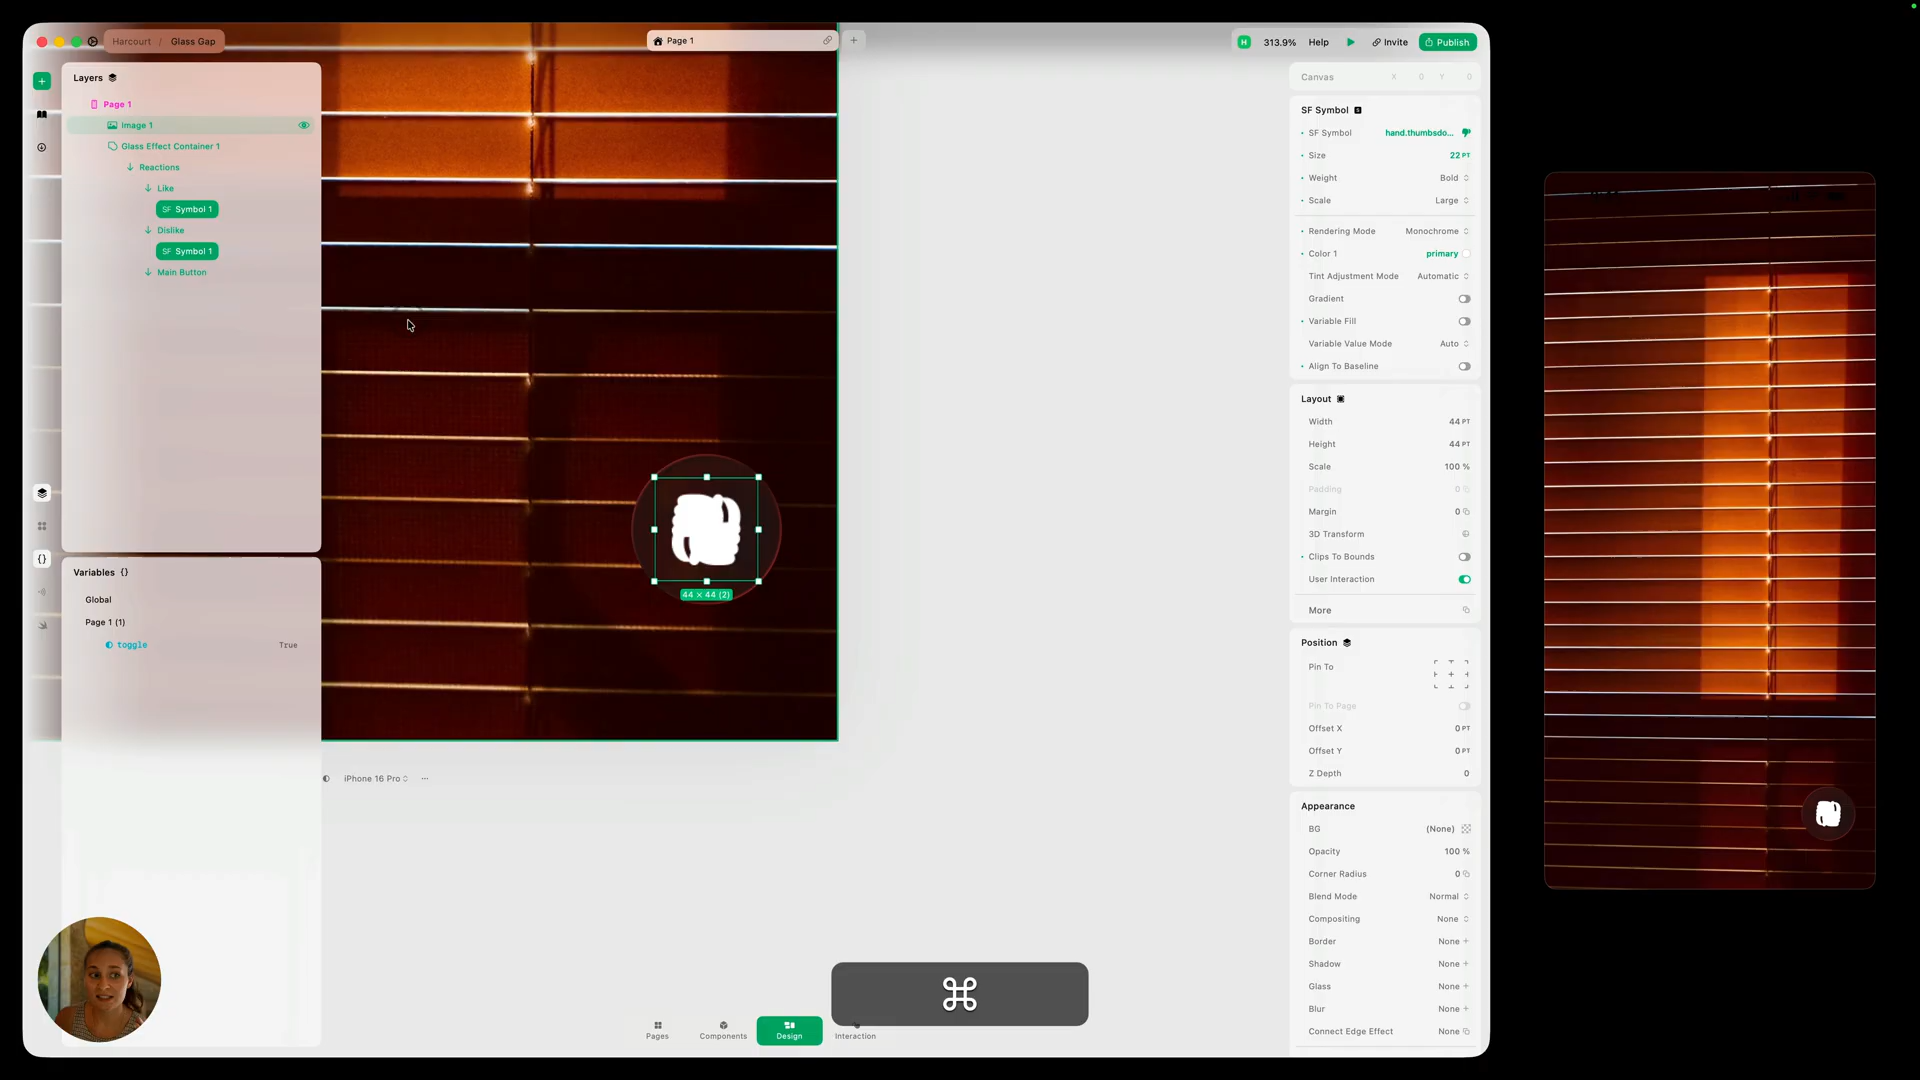 Harcourt / Glass Gap
Page 1
313.9%
Help
Invite
Publish
Layers
Page 1
Image 1
Glass Effect Container 1
Reactions
Like
SF Symbol 1
Dislike
SF Symbol 1
Main Button
Variables {}
Global
Page 1 (1)
toggle True
iPhone 16 Pro
44 × 44 (2)
Pages
Components
Design
Interaction
⌘
Canvas X 0 Y 0
SF Symbol
SF Symbol hand.thumbsdo...
Size 22 PT
Weight Bold
Scale Large
Rendering Mode Monochrome
Color 1 primary
Tint Adjustment Mode Automatic
Gradient
Variable Fill
Variable Value Mode Auto
Align To Baseline
Layout
Width 44 PT
Height 44 PT
Scale 100 %
Padding 0
Margin 0
3D Transform
Clips To Bounds
User Interaction
More
Position
Pin To
Pin To Page
Offset X 0 PT
Offset Y 0 PT
Z Depth 0
Appearance
BG (None)
Opacity 100 %
Corner Radius 0
Blend Mode Normal
Compositing None
Border None +
Shadow None +
Glass None +
Blur None +
Connect Edge Effect None